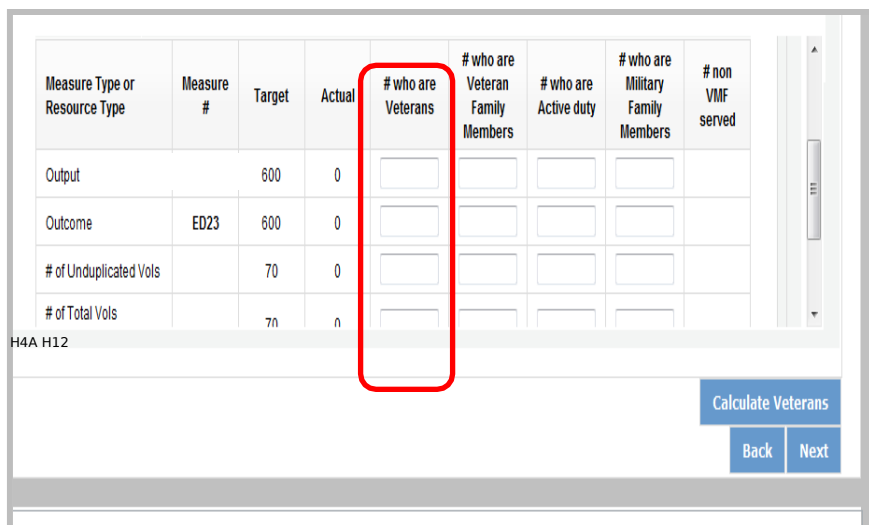 Measure Type or
Resource Type
Measure
#
Target
Actual
# who are
Veterans
# who are
Veteran
Family
Members
# who are
Active duty
# who are
Military
Family
Members
# non
VMF
served
Output 600 0
Outcome ED23 600 0
# of Unduplicated Vols 70 0
# of Total Vols 70 0
H4A H12
Calculate Veterans
Back Next